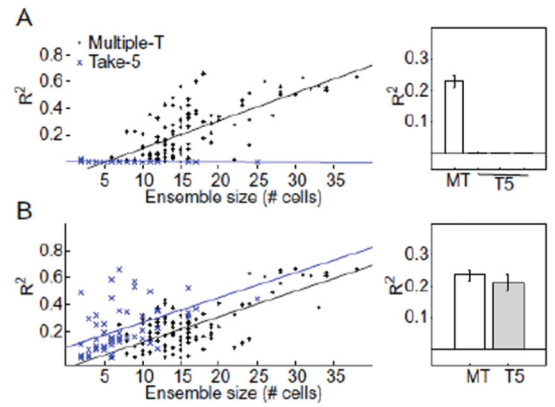 A
Multiple-T
Take-5
R²
0.8
0.6
0.4
0.2
5 10 15 20 25 30 35
Ensemble size (# cells)
R²
0.3
0.2
0.1
MT T5
B
R²
0.8
0.6
0.4
0.2
5 10 15 20 25 30 35
Ensemble size (# cells)
R²
0.3
0.2
0.1
MT T5